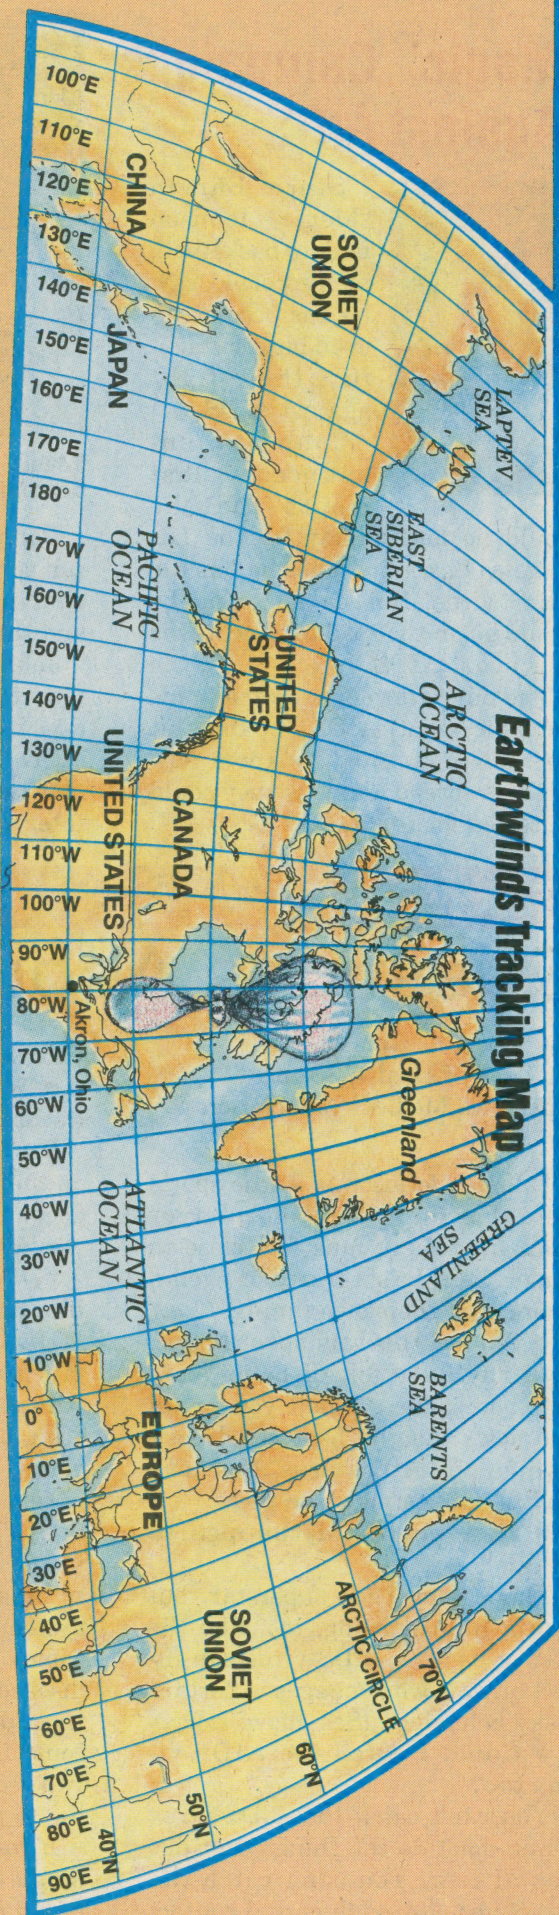 Earthwinds Tracking Map
LAPTEV
SEA
EAST
SIBERIAN
SEA
ARCTIC
OCEAN
GREENLAND
SEA
BARENTS
SEA
SOVIET
UNION
UNITED
STATES
Greenland
ARCTIC CIRCLE
70°N
60°N
50°N
40°N
CHINA
JAPAN
PACIFIC
OCEAN
CANADA
UNITED STATES
Akron, Ohio
ATLANTIC
OCEAN
EUROPE
SOVIET
UNION
100°E
110°E
120°E
130°E
140°E
150°E
160°E
170°E
180°
170°W
160°W
150°W
140°W
130°W
120°W
110°W
100°W
90°W
80°W
70°W
60°W
50°W
40°W
30°W
20°W
10°W
0°
10°E
20°E
30°E
40°E
50°E
60°E
70°E
80°E
90°E